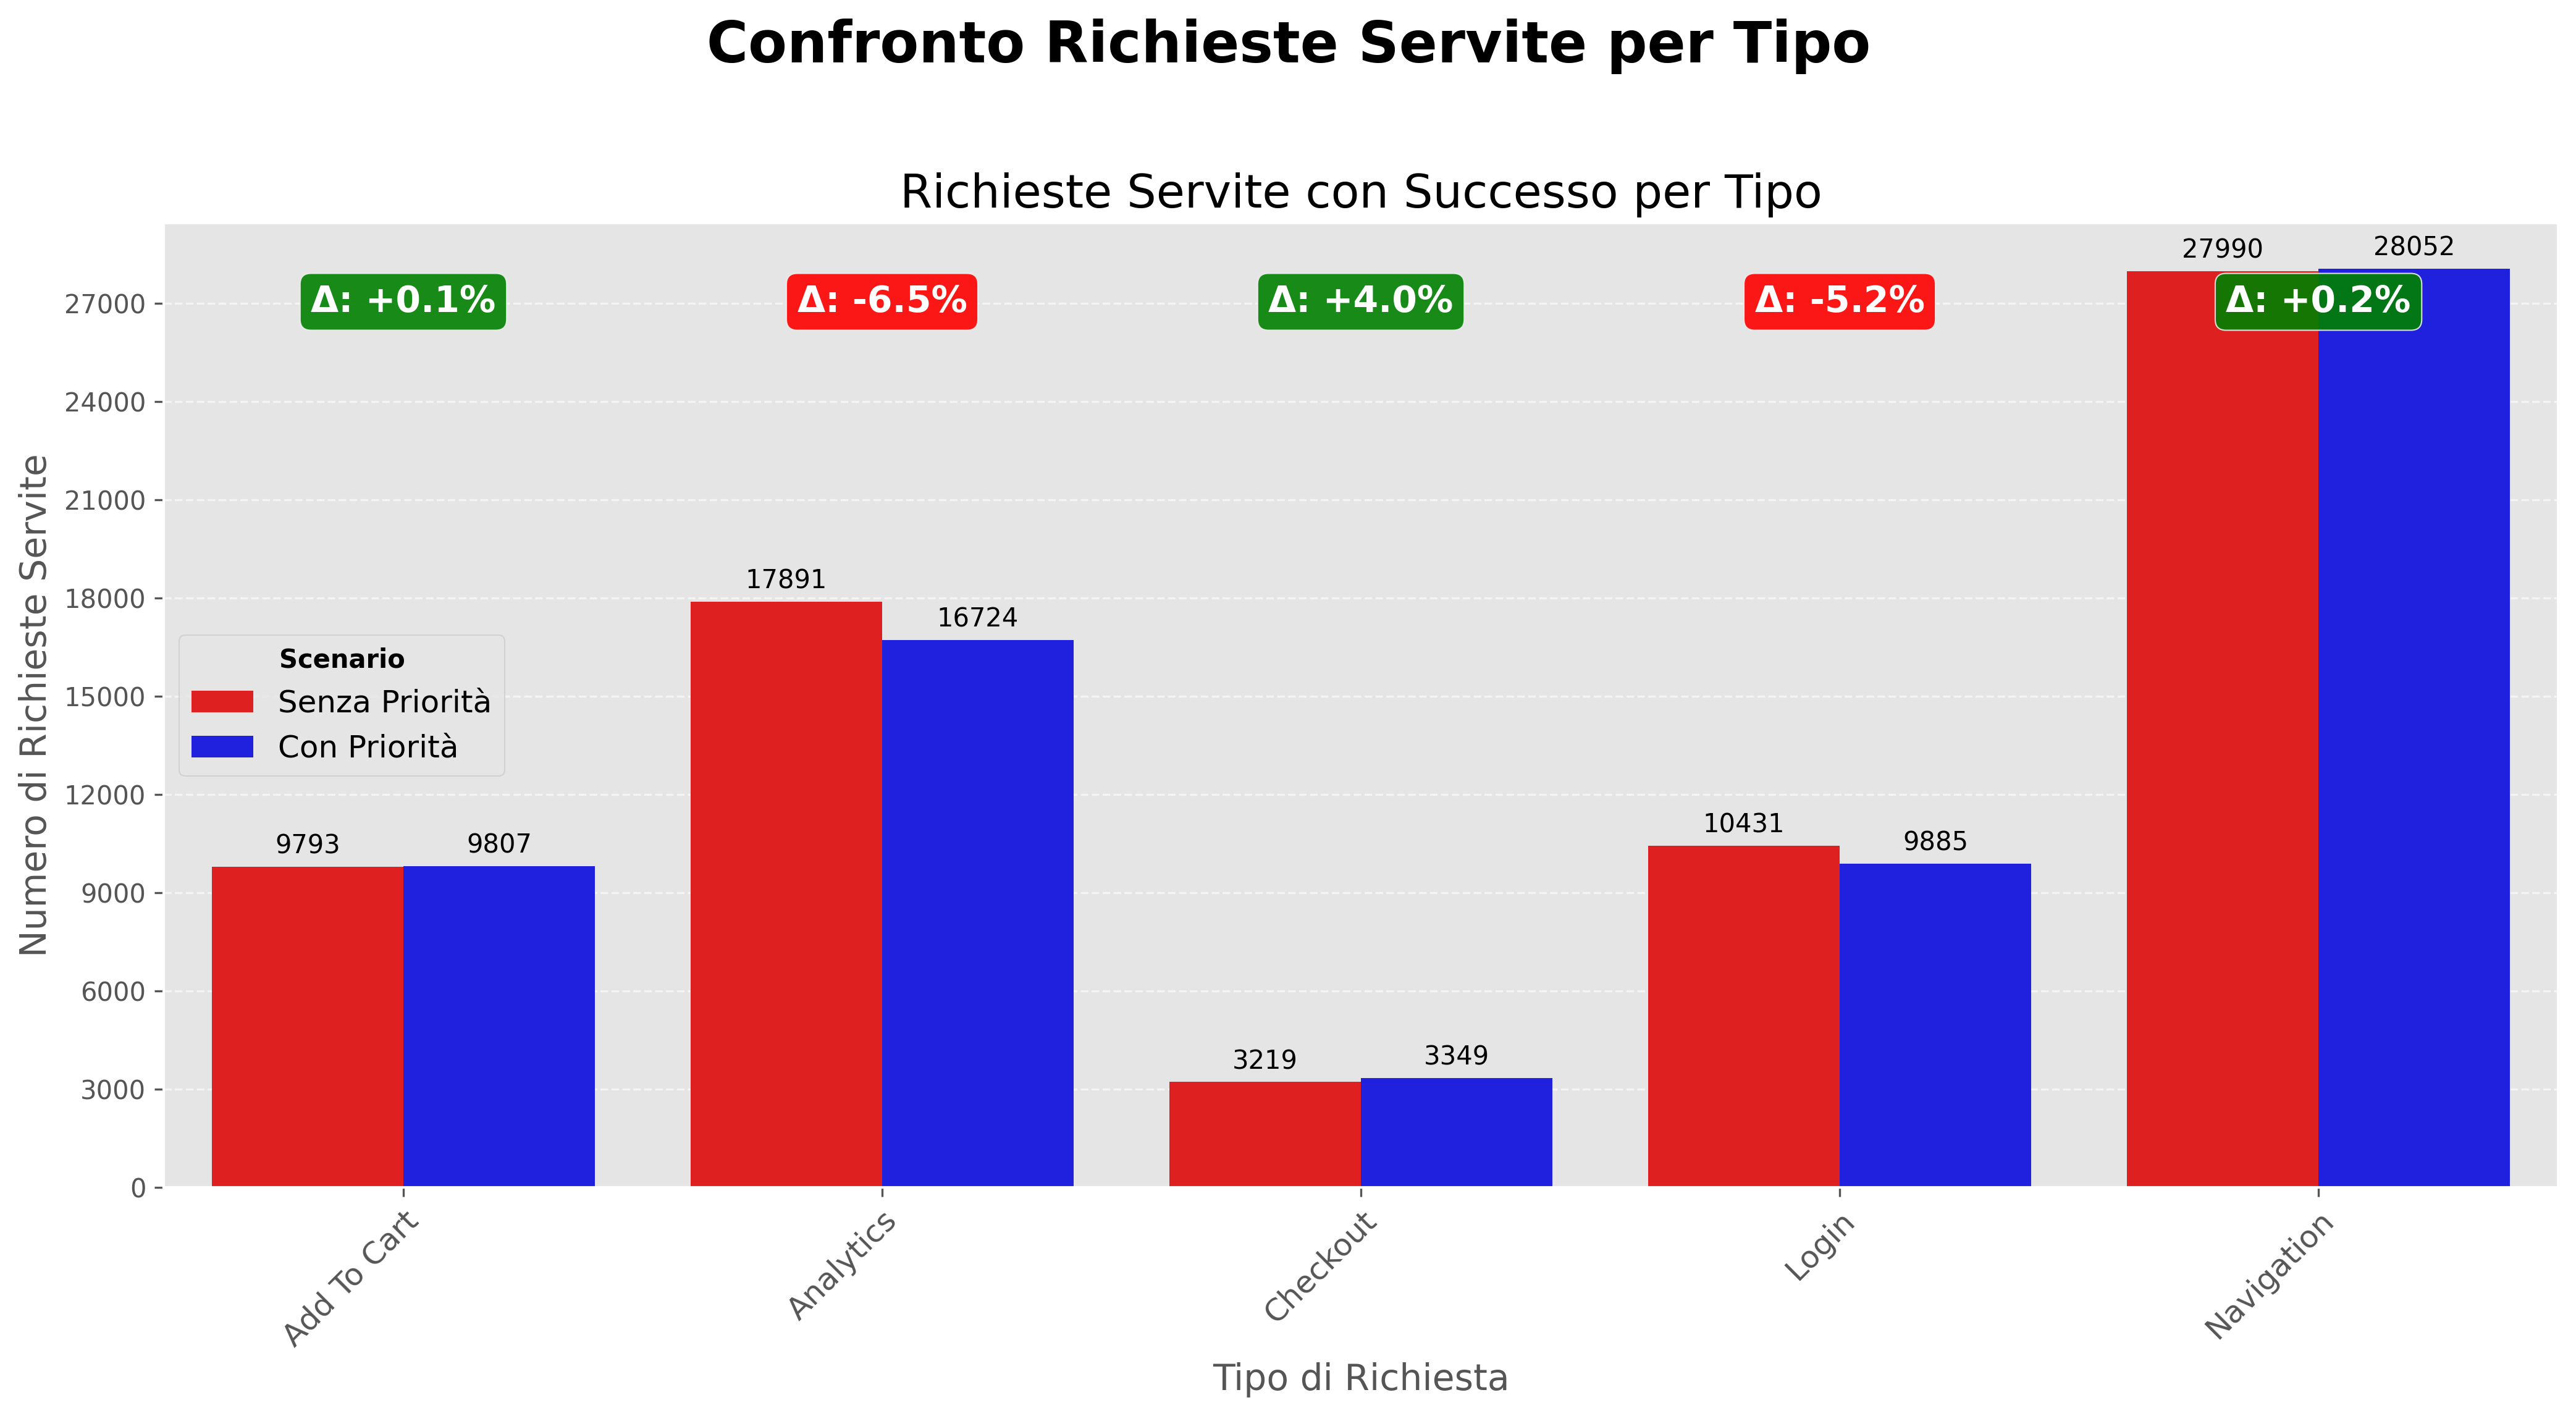 Confronto Richieste Servite per Tipo
Richieste Servite con Successo per Tipo
Numero di Richieste Servite
27000
24000
21000
18000
15000
12000
9000
6000
3000
0
Δ: +0.1%
Δ: -6.5%
Δ: +4.0%
Δ: -5.2%
Δ: +0.2%
27990
28052
17891
16724
9793
9807
3219
3349
10431
9885
Scenario
Senza Priorità
Con Priorità
Add To Cart
Analytics
Checkout
Login
Navigation
Tipo di Richiesta